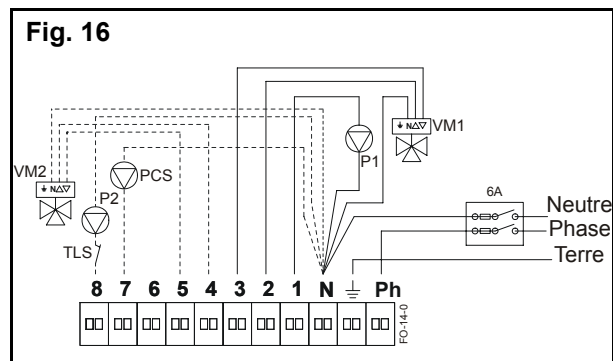 Fig. 16
VM2
⏚ N△▽
P2
PCS
TLS
P1
⏚ N△▽
VM1
6A
Neutre
Phase
Terre
8 7 6 5 4 3 2 1 N ⏚ Ph
FO-14-0